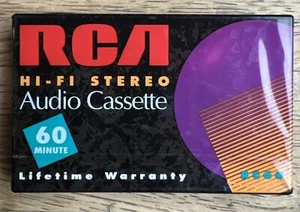 RCA
HI-FI STEREO
Audio Cassette
60
MINUTE
Lifetime Warranty